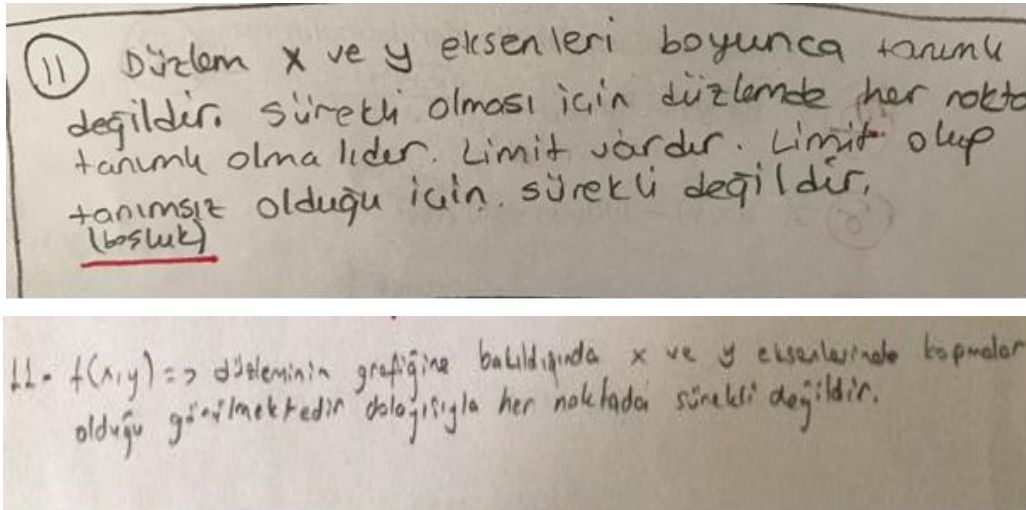 11 Düzlem x ve y eksenleri boyunca tanımlı
değildir. Sürekli olması için düzlemde her nokta
tanımlı olmalıdır. Limit vardır. Limit olup
tanımsız olduğu için sürekli değildir.
(boşluk)
11- f(x,y) => düzleminin grafiğine bakıldığında x ve y eksenlerinde kopmalar
olduğu görülmektedir dolayısıyla her noktada sürekli değildir.